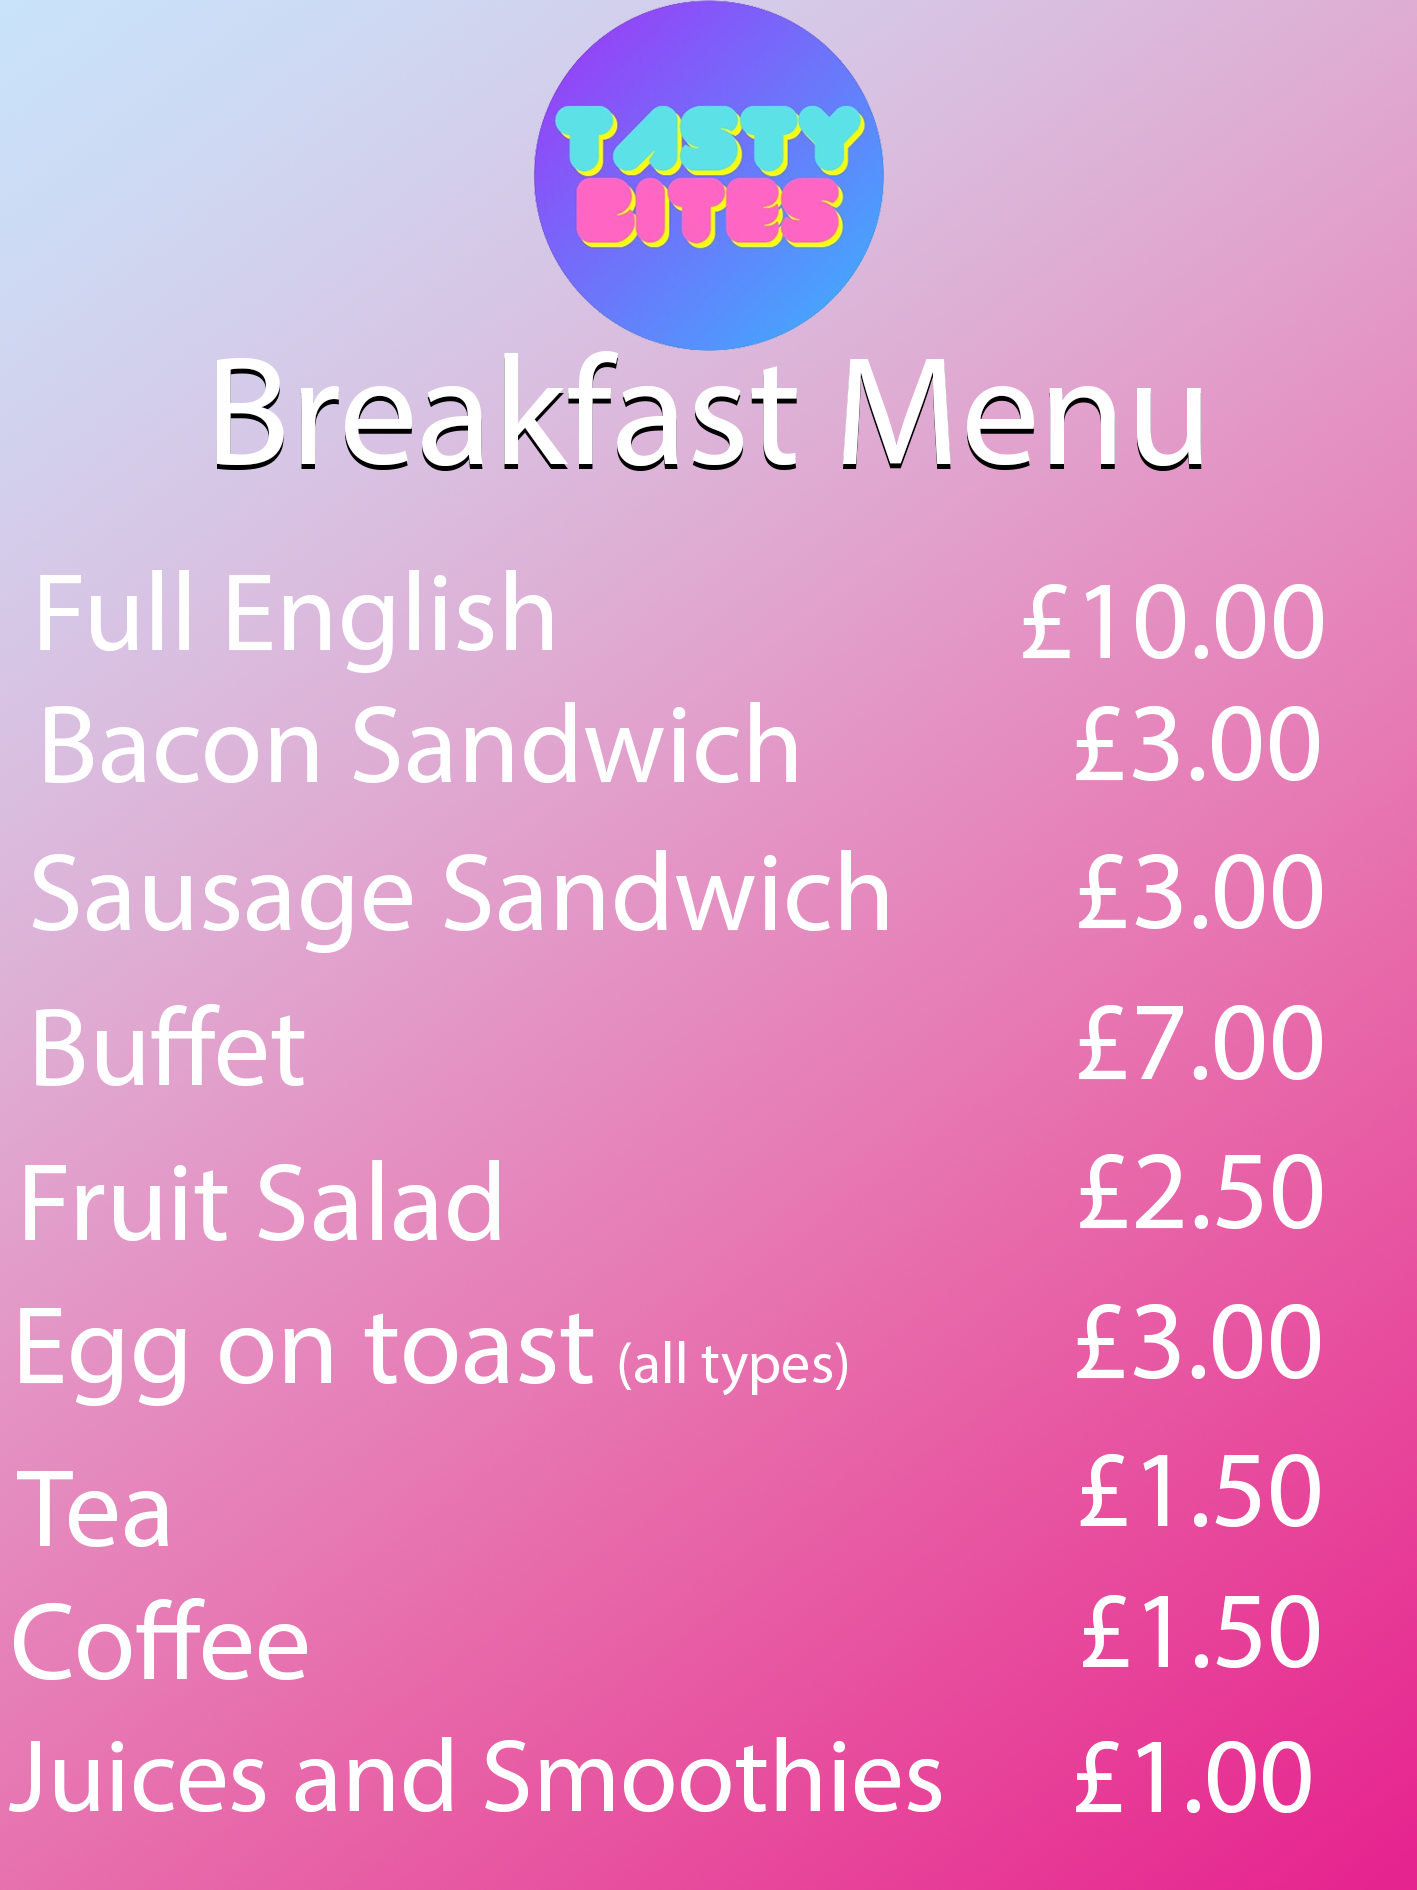 TASTY
BITES
Breakfast Menu
Full English £10.00
Bacon Sandwich £3.00
Sausage Sandwich £3.00
Buffet £7.00
Fruit Salad £2.50
Egg on toast (all types) £3.00
Tea £1.50
Coffee £1.50
Juices and Smoothies £1.00